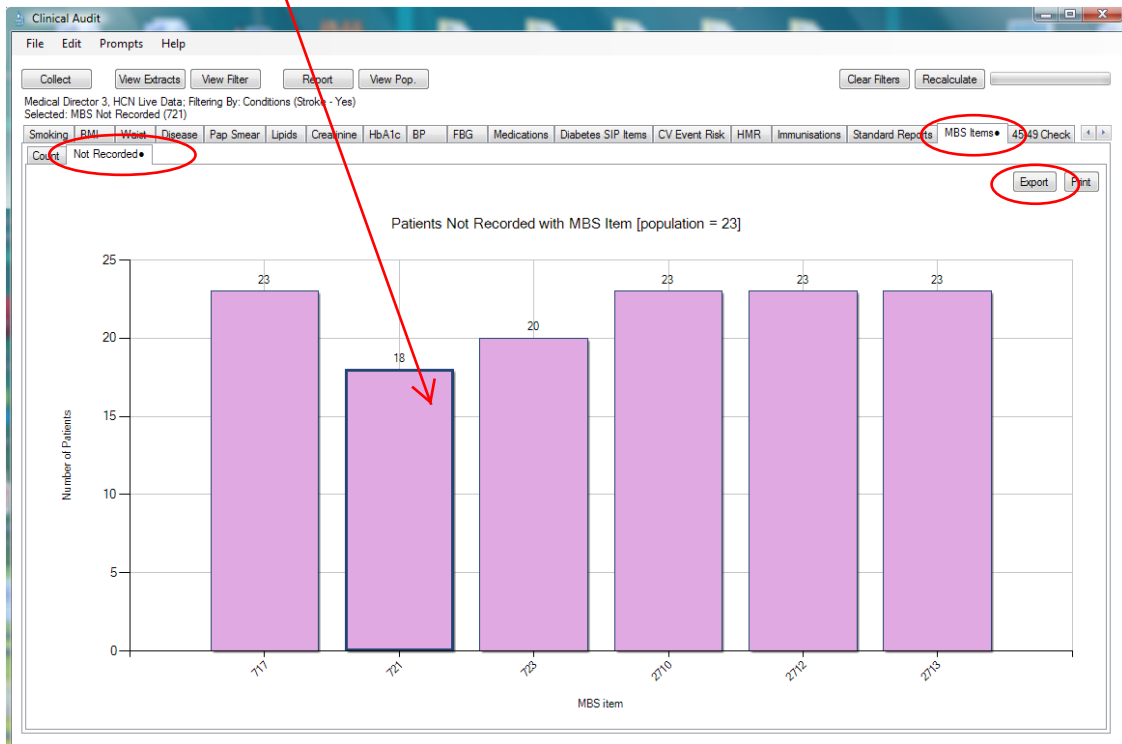 Clinical Audit
File Edit Prompts Help
Collect View Extracts View Filter Report View Pop. Clear Filters Recalculate
Medical Director 3, HCN Live Data; Filtering By: Conditions (Stroke - Yes)
Selected: MBS Not Recorded (721)
Smoking BMI Waist Disease Pap Smear Lipids Creatinine HbA1c BP FBG Medications Diabetes SIP Items CV Event Risk HMR Immunisations Standard Reports MBS Items● 45-49 Check
Count Not Recorded●
Export Print
Patients Not Recorded with MBS Item [population = 23]
25
23 23 23 23
20
20
18
15
Number of Patients
10
5
0
717 721 723 2710 2712 2713
MBS item